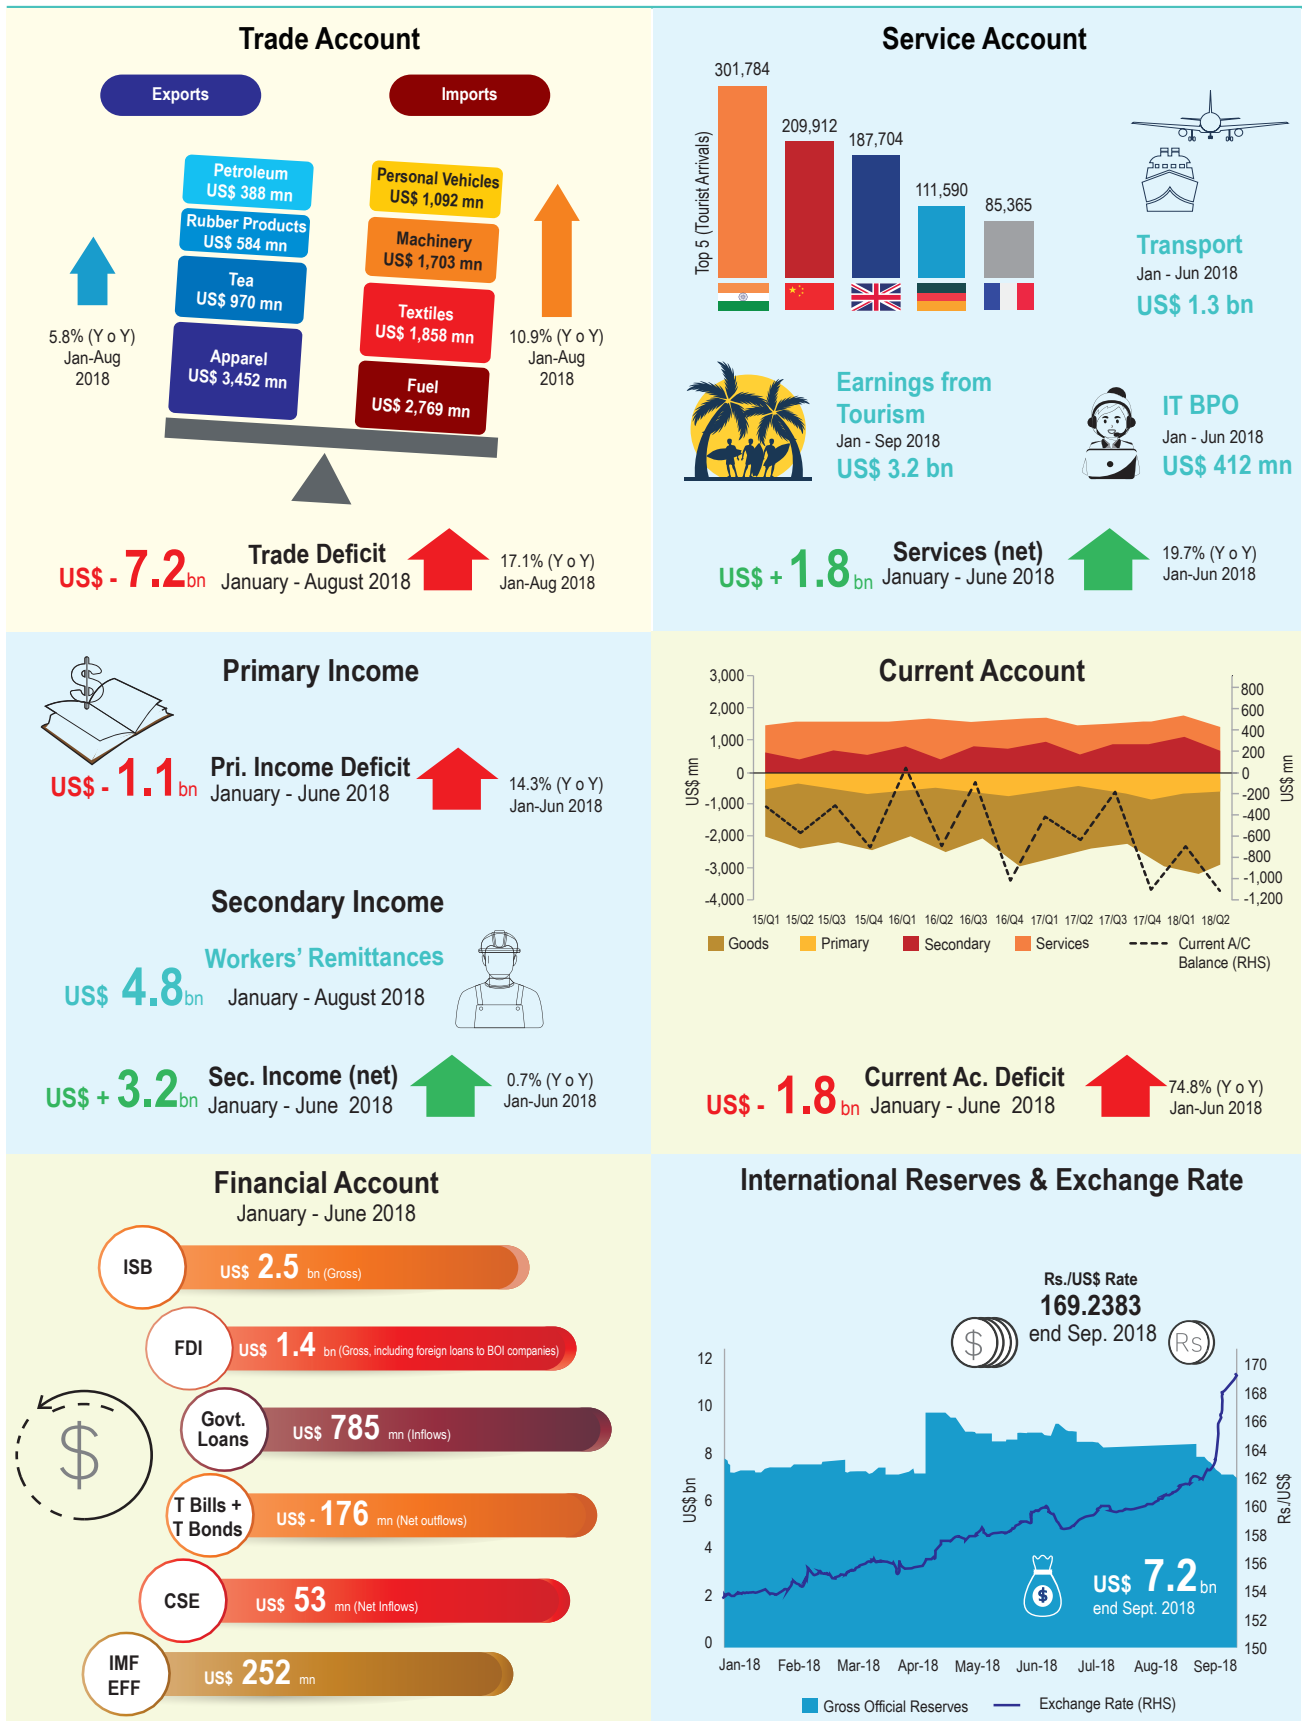 Trade Account
Exports
Imports
Petroleum
US$ 388 mn
Rubber Products
US$ 584 mn
Tea
US$ 970 mn
Apparel
US$ 3,452 mn
Personal Vehicles
US$ 1,092 mn
Machinery
US$ 1,703 mn
Textiles
US$ 1,858 mn
Fuel
US$ 2,769 mn
5.8% (Y o Y)
Jan-Aug
2018
10.9% (Y o Y)
Jan-Aug
2018
US$ - 7.2bn
Trade Deficit
January - August 2018
17.1% (Y o Y)
Jan-Aug 2018
Service Account
Top 5 (Tourist Arrivals)
301,784
209,912
187,704
111,590
85,365
Transport
Jan - Jun 2018
US$ 1.3 bn
Earnings from
Tourism
Jan - Sep 2018
US$ 3.2 bn
IT BPO
Jan - Jun 2018
US$ 412 mn
US$ + 1.8 bn
Services (net)
January - June 2018
19.7% (Y o Y)
Jan-Jun 2018
Primary Income
$
US$ - 1.1bn
Pri. Income Deficit
January - June 2018
14.3% (Y o Y)
Jan-Jun 2018
Secondary Income
Workers' Remittances
US$ 4.8bn
January - August 2018
US$ + 3.2bn
Sec. Income (net)
January - June 2018
0.7% (Y o Y)
Jan-Jun 2018
Current Account
US$ mn
3,000
2,000
1,000
0
-1,000
-2,000
-3,000
-4,000
800
600
400
200
0
-200
-400
-600
-800
-1,000
-1,200
US$ mn
15/Q1 15/Q2 15/Q3 15/Q4 16/Q1 16/Q2 16/Q3 16/Q4 17/Q1 17/Q2 17/Q3 17/Q4 18/Q1 18/Q2
Goods Primary Secondary Services Current A/C
Balance (RHS)
US$ - 1.8 bn
Current Ac. Deficit
January - June 2018
74.8% (Y o Y)
Jan-Jun 2018
Financial Account
January - June 2018
ISB
US$ 2.5 bn (Gross)
FDI
US$ 1.4 bn (Gross, including foreign loans to BOI companies)
Govt.
Loans
US$ 785 mn (Inflows)
$
T Bills +
T Bonds
US$ - 176 mn (Net outflows)
CSE
US$ 53 mn (Net Inflows)
IMF
EFF
US$ 252 mn
International Reserves & Exchange Rate
Rs./US$ Rate
169.2383
end Sep. 2018
$
Rs
US$ bn
12
10
8
6
4
2
0
170
168
166
164
162
160
158
156
154
152
150
Rs./US$
$
US$ 7.2 bn
end Sept. 2018
Jan-18 Feb-18 Mar-18 Apr-18 May-18 Jun-18 Jul-18 Aug-18 Sep-18
Gross Official Reserves Exchange Rate (RHS)